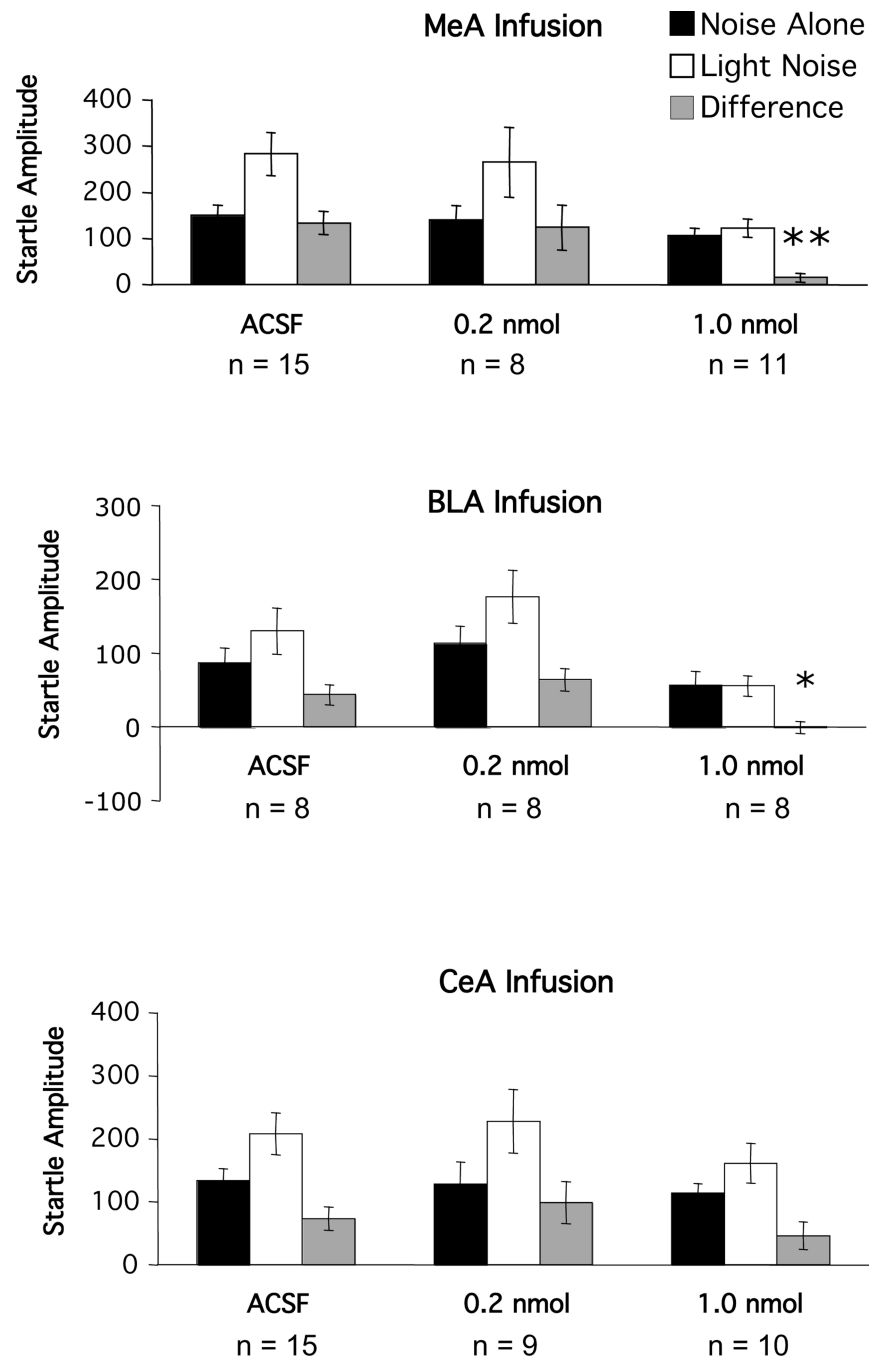 MeA Infusion
Noise Alone
Light Noise
Difference
Startle Amplitude
400
300
200
100
0
**
ACSF
0.2 nmol
1.0 nmol
n = 15
n = 8
n = 11
BLA Infusion
Startle Amplitude
300
200
100
0
-100
*
ACSF
0.2 nmol
1.0 nmol
n = 8
n = 8
n = 8
CeA Infusion
Startle Amplitude
400
300
200
100
0
ACSF
0.2 nmol
1.0 nmol
n = 15
n = 9
n = 10